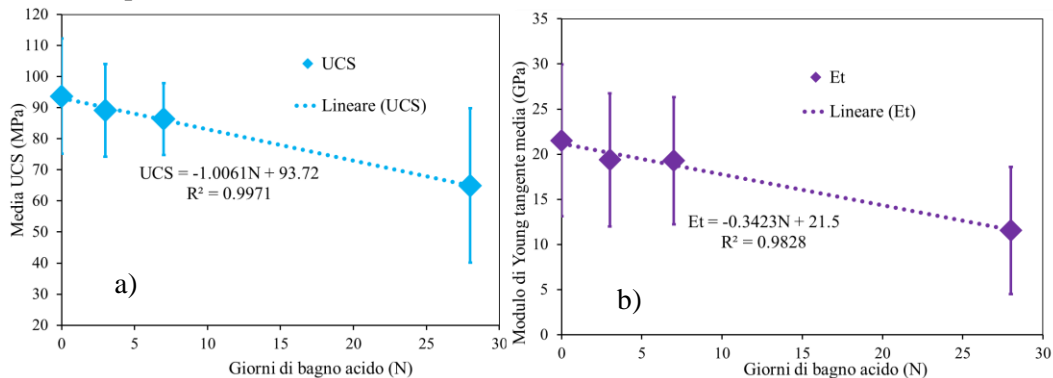 120
110
100
90
80
70
60
50
40
30
20
Media UCS (MPa)
UCS
Lineare (UCS)
UCS = -1.0061N + 93.72
R² = 0.9971
a)
0 5 10 15 20 25 30
Giorni di bagno acido (N)
35
30
25
20
15
10
5
0
Modulo di Young tangente media (GPa)
Et
Lineare (Et)
Et = -0.3423N + 21.5
R² = 0.9828
b)
0 5 10 15 20 25 30
Giorni di bagno acido (N)